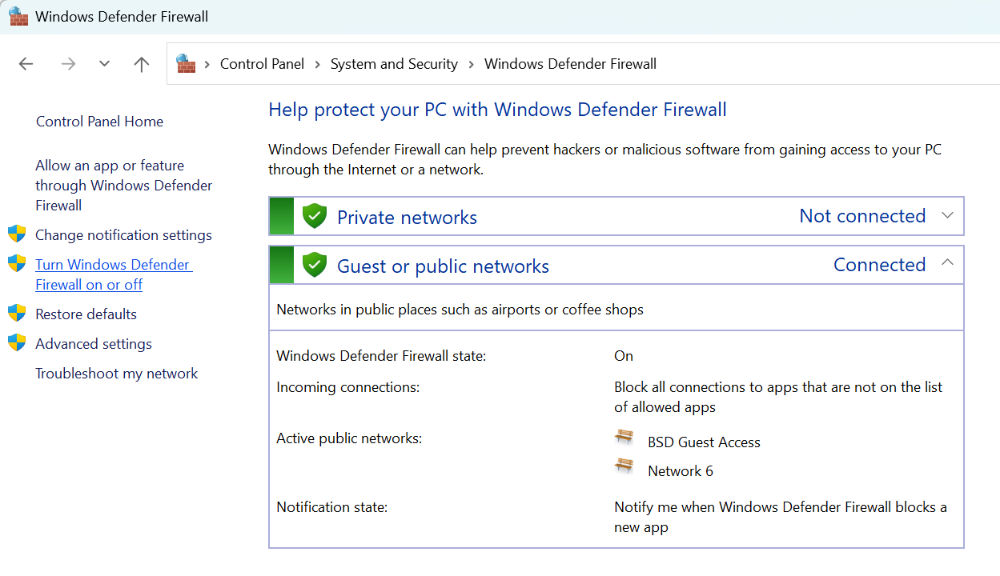 Windows Defender Firewall
Control Panel > System and Security > Windows Defender Firewall
Control Panel Home
Allow an app or feature
through Windows Defender
Firewall
Change notification settings
Turn Windows Defender
Firewall on or off
Restore defaults
Advanced settings
Troubleshoot my network
Help protect your PC with Windows Defender Firewall
Windows Defender Firewall can help prevent hackers or malicious software from gaining access to your PC
through the Internet or a network.
Private networks Not connected
Guest or public networks Connected
Networks in public places such as airports or coffee shops
Windows Defender Firewall state: On
Incoming connections: Block all connections to apps that are not on the list
of allowed apps
Active public networks: BSD Guest Access
Network 6
Notification state: Notify me when Windows Defender Firewall blocks a
new app